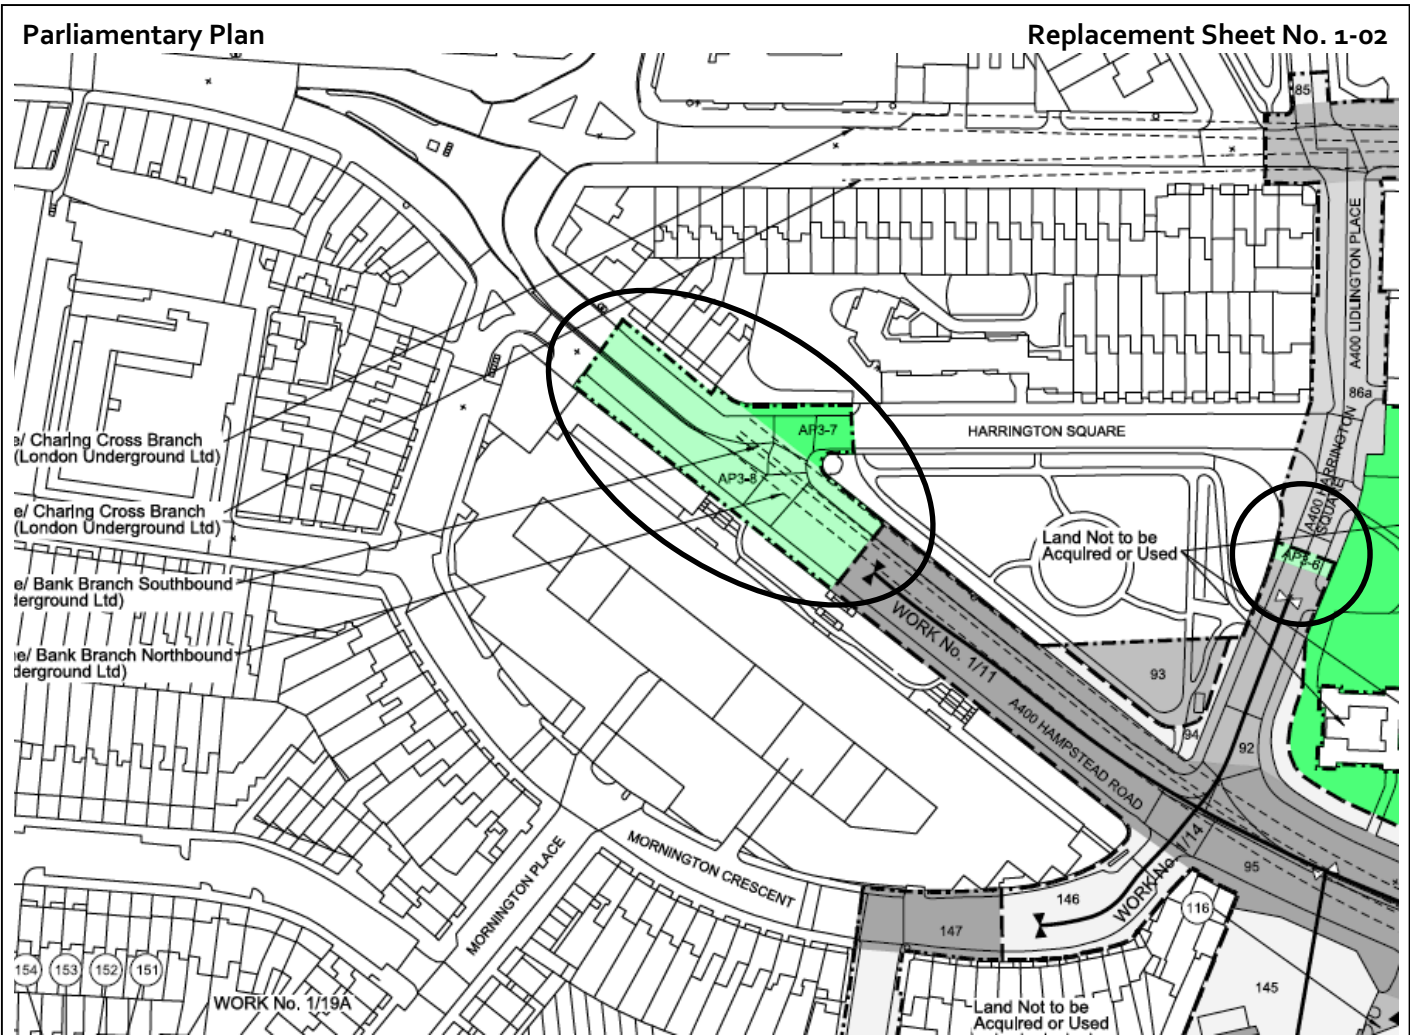 Parliamentary Plan
Replacement Sheet No. 1-02
85
A400 LIDLINGTON PLACE
86a
e/ Charing Cross Branch
(London Underground Ltd)
AP3-7
HARRINGTON SQUARE
A400 HARRINGTON
SQUARE
AP3-8
e/ Charing Cross Branch
(London Underground Ltd)
Land Not to be
Acquired or Used
AP3-6
e/ Bank Branch Southbound
derground Ltd)
WORK No. 1/11
ne/ Bank Branch Northbound
derground Ltd)
93
A400 HAMPSTEAD ROAD
94
92
MORNINGTON CRESCENT
MORNINGTON PLACE
WORK No. 1/14
95
146
116
147
154
153
152
151
WORK No. 1/19A
145
Land Not to be
Acquired or Used